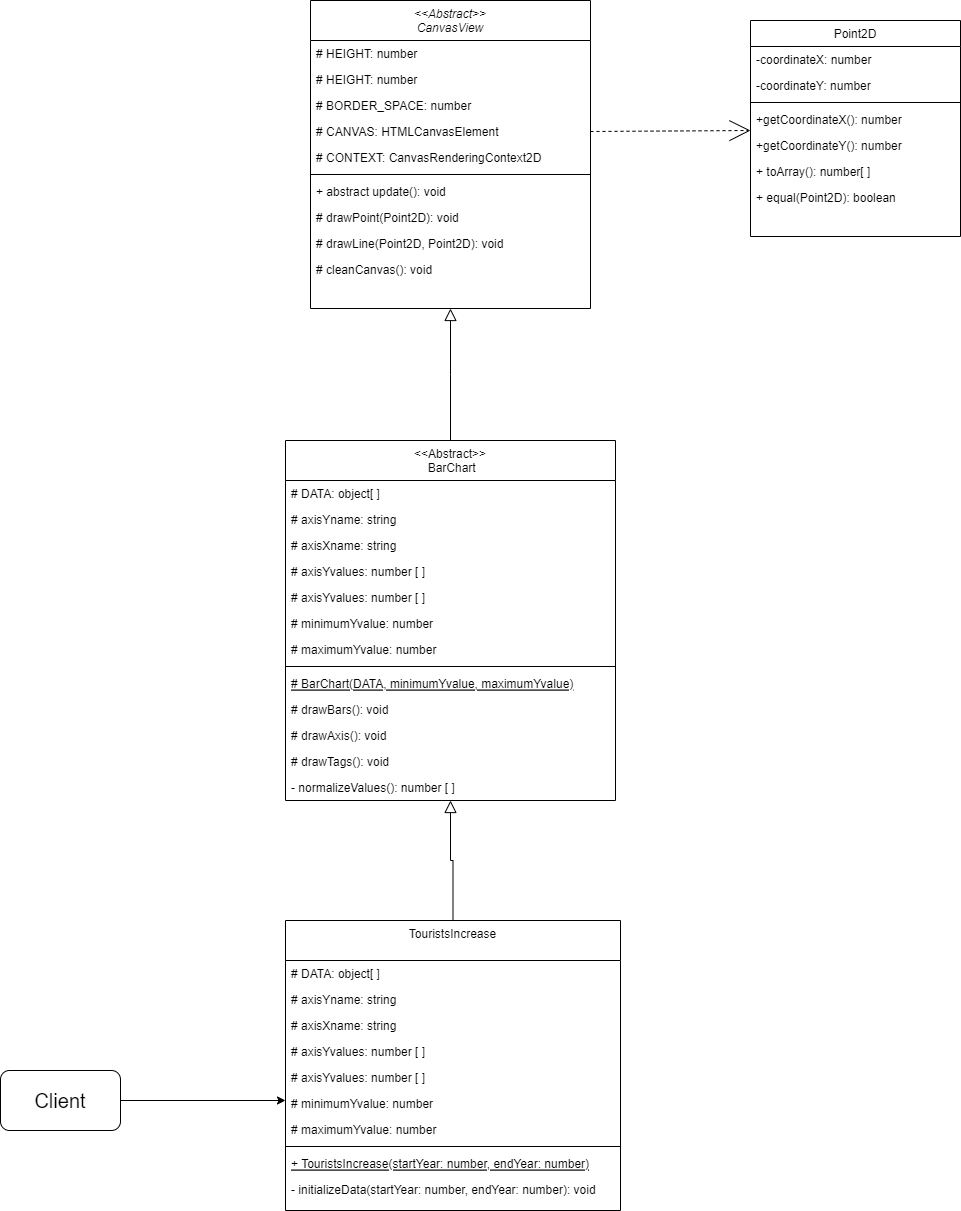 <<Abstract>>
CanvasView
# HEIGHT: number
# HEIGHT: number
# BORDER_SPACE: number
# CANVAS: HTMLCanvasElement
# CONTEXT: CanvasRenderingContext2D
+ abstract update(): void
# drawPoint(Point2D): void
# drawLine(Point2D, Point2D): void
# cleanCanvas(): void
Point2D
-coordinateX: number
-coordinateY: number
+getCoordinateX(): number
+getCoordinateY(): number
+ toArray(): number[ ]
+ equal(Point2D): boolean
<<Abstract>>
BarChart
# DATA: object[ ]
# axisYname: string
# axisXname: string
# axisYvalues: number [ ]
# axisYvalues: number [ ]
# minimumYvalue: number
# maximumYvalue: number
# BarChart(DATA, minimumYvalue, maximumYvalue)
# drawBars(): void
# drawAxis(): void
# drawTags(): void
- normalizeValues(): number [ ]
TouristsIncrease
# DATA: object[ ]
# axisYname: string
# axisXname: string
# axisYvalues: number [ ]
# axisYvalues: number [ ]
# minimumYvalue: number
# maximumYvalue: number
+ TouristsIncrease(startYear: number, endYear: number)
- initializeData(startYear: number, endYear: number): void
Client